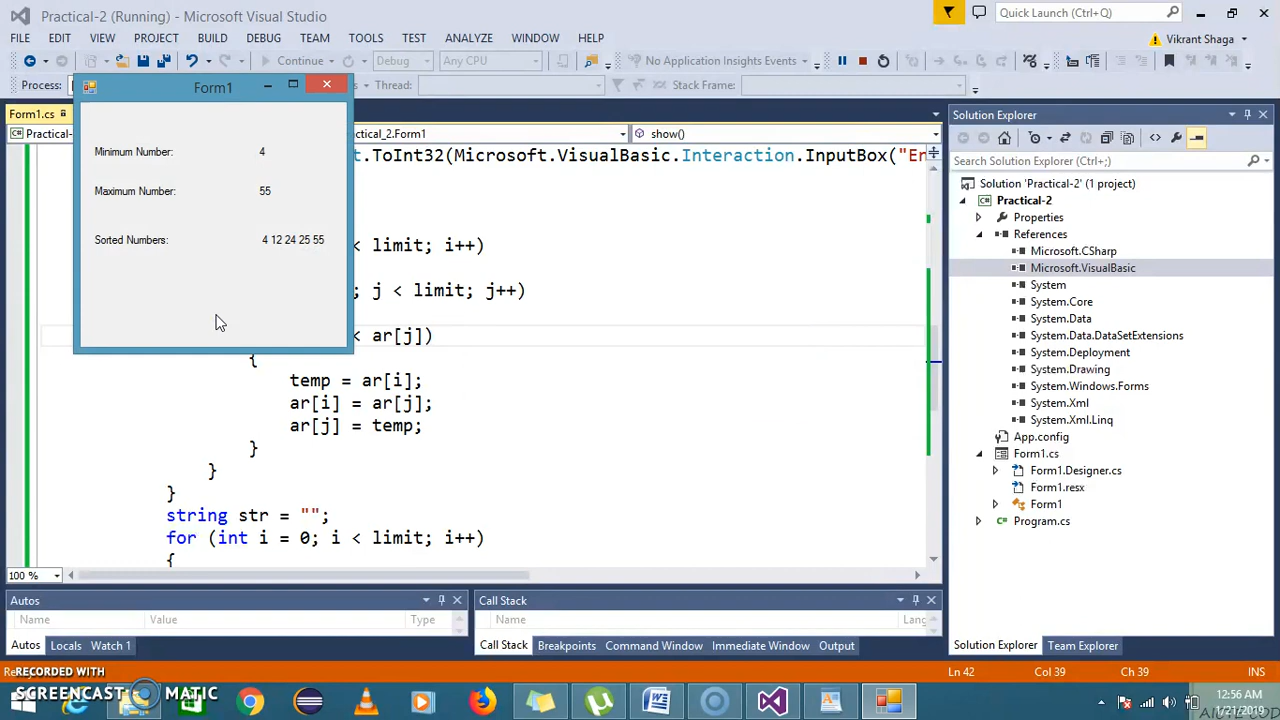 Practical-2 (Running) - Microsoft Visual Studio
Quick Launch (Ctrl+Q)
FILE EDIT VIEW PROJECT BUILD DEBUG TEAM TOOLS TEST ANALYZE WINDOW HELP
Vikrant Shaga
Continue Debug Any CPU No Application Insights Event
Process: Thread: Stack Frame:
Form1
Form1.cs
Practical- ctical_2.Form1 show()
Minimum Number: 4
Maximum Number: 55
Sorted Numbers: 4 12 24 25 55
t.ToInt32(Microsoft.VisualBasic.Interaction.InputBox("En
< limit; i++)
; j < limit; j++)
< ar[j])
{
temp = ar[i];
ar[i] = ar[j];
ar[j] = temp;
}
}
}
string str = "";
for (int i = 0; i < limit; i++)
{
100 %
Solution Explorer
Search Solution Explorer (Ctrl+;)
Solution 'Practical-2' (1 project)
Practical-2
Properties
References
Microsoft.CSharp
Microsoft.VisualBasic
System
System.Core
System.Data
System.Data.DataSetExtensions
System.Deployment
System.Drawing
System.Windows.Forms
System.Xml
System.Xml.Linq
App.config
Form1.cs
Form1.Designer.cs
Form1.resx
Form1
Program.cs
Autos
Name Value Type
Autos Locals Watch 1
Call Stack
Name Lang
Call Stack Breakpoints Command Window Immediate Window Output
Solution Explorer Team Explorer
Ln 42 Col 39 Ch 39 INS
RECORDED WITH
SCREENCAST MATIC
12:56 AM
1/21/2019